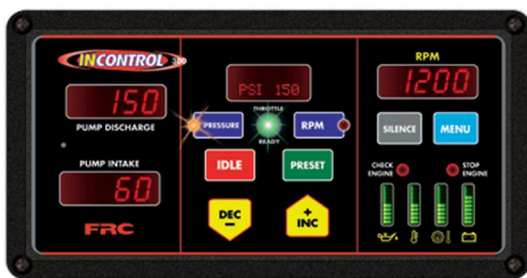 INCONTROL 300
150
PUMP DISCHARGE
PUMP INTAKE
60
FRC
PSI 150
THROTTLE
READY
PRESSURE
RPM
IDLE
PRESET
DEC
−
+
INC
RPM
1200
SILENCE
MENU
CHECK
ENGINE
STOP
ENGINE